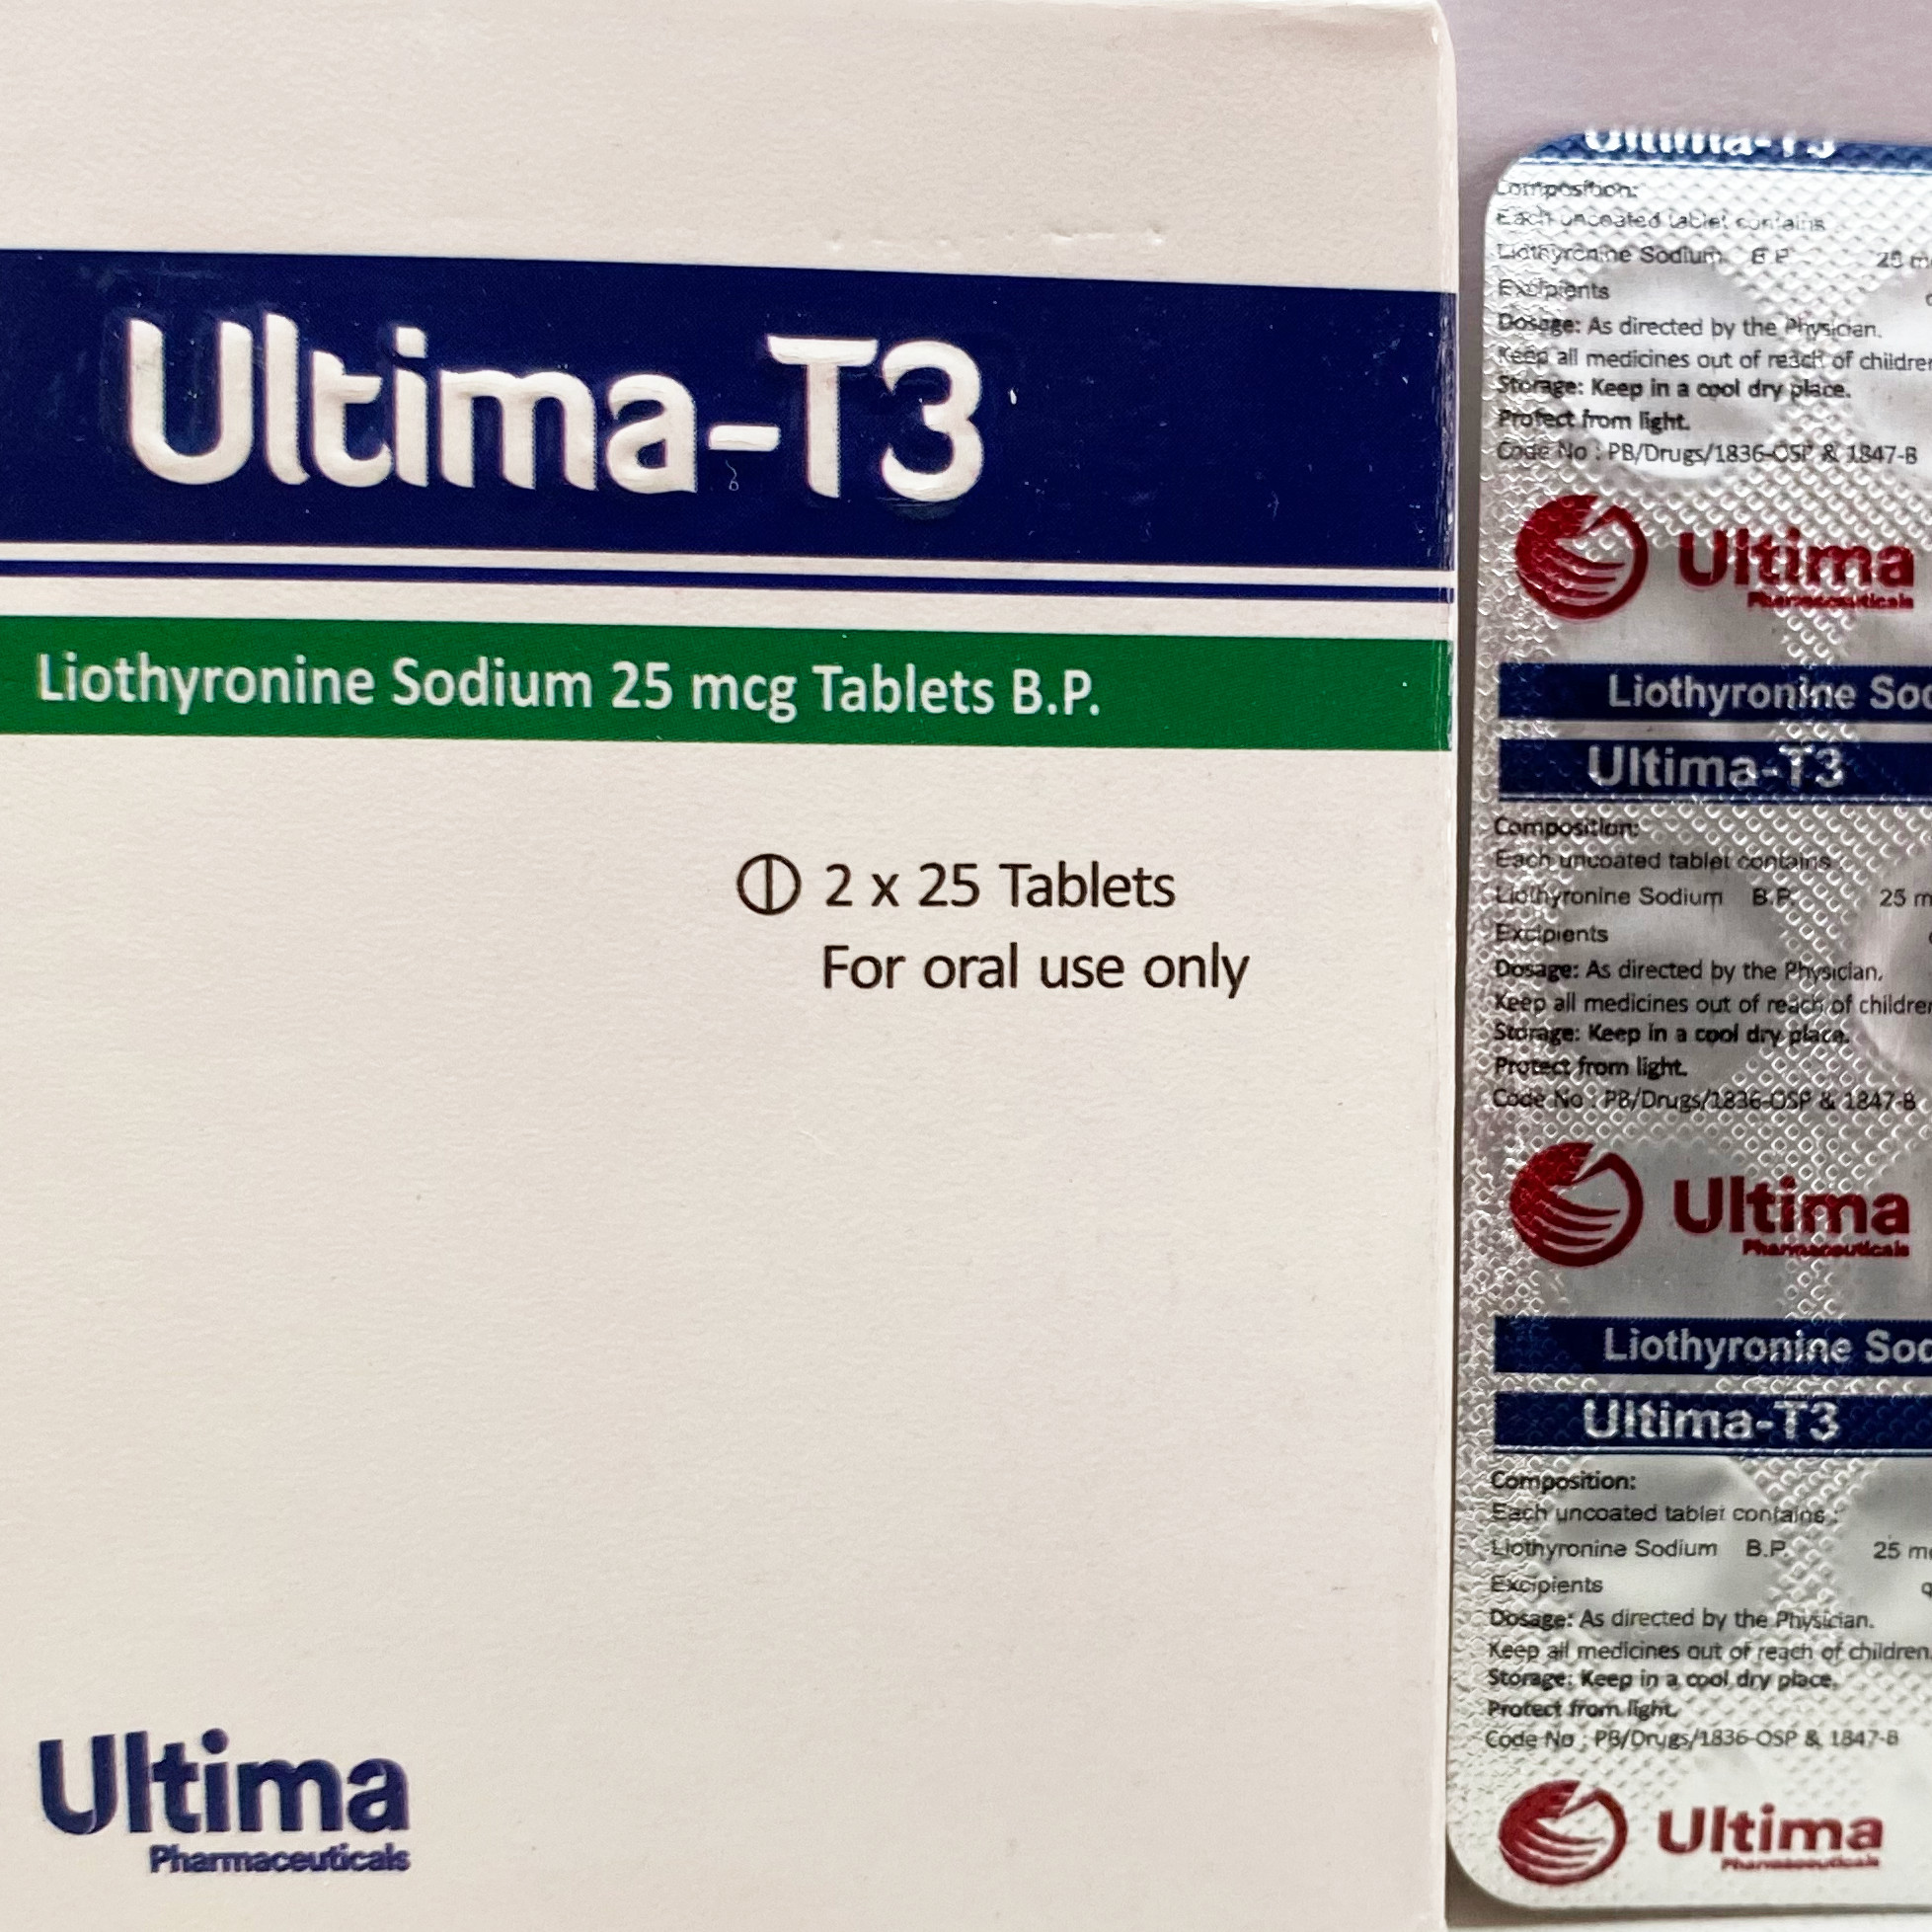 Ultima-T3
Liothyronine Sodium 25 mcg Tablets B.P.
2 x 25 Tablets
For oral use only
Ultima
Pharmaceuticals
Ultima-T3
Composition:
Each uncoated tablet contains
Liothyronine Sodium B.P. 25
Excipients
Dosage: As directed by the Physician.
Keep all medicines out of reach of children
Storage: Keep in a cool dry place.
Protect from light.
Code No : PB/Drugs/1836-OSP & 1847-B
Ultima
Pharmaceuticals
Liothyronine
Ultima-T3
Composition:
Each uncoated tablet contains :
Liothyronine Sodium B.P. 25
Excipients
Dosage: As directed by the Physician.
Keep all medicines out of reach of children
Storage: Keep in a cool dry place.
Protect from light.
Code No : PB/Drugs/1836-OSP & 1847-B
Ultima
Pharmaceuticals
Liothyronine
Ultima-T3
Composition:
Each uncoated tablet contains :
Liothyronine Sodium B.P. 25
Excipients
Dosage: As directed by the Physician.
Keep all medicines out of reach of children.
Storage: Keep in a cool dry place.
Protect from light.
Code No : PB/Drugs/1836-OSP & 1847-B
Ultima
Pharmaceuticals